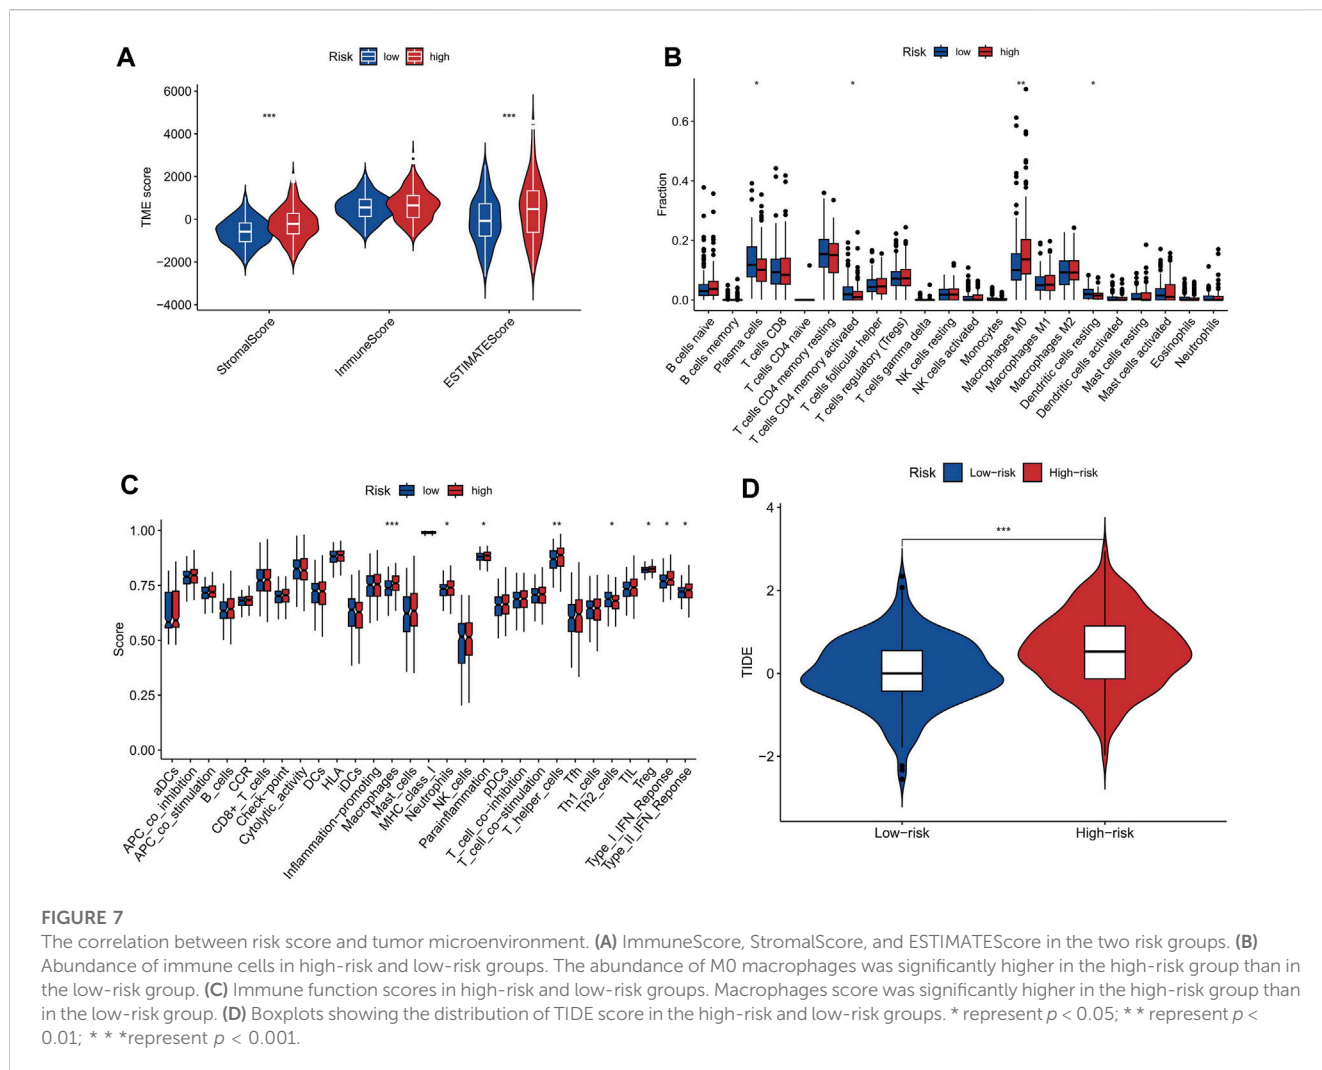 A
Risk low high
TME score
6000
4000
2000
0
−2000
−4000
***
***
StromalScore
ImmuneScore
ESTIMATEScore
B
Risk low high
Fraction
0.6
0.4
0.2
0.0
*
*
**
*
B cells naive
B cells memory
Plasma cells
T cells CD8
T cells CD4 naive
T cells CD4 memory resting
T cells CD4 memory activated
T cells follicular helper
T cells regulatory (Tregs)
T cells gamma delta
NK cells resting
NK cells activated
Monocytes
Macrophages M0
Macrophages M1
Macrophages M2
Dendritic cells resting
Dendritic cells activated
Mast cells resting
Mast cells activated
Eosinophils
Neutrophils
C
Risk low high
Score
1.00
0.75
0.50
0.25
0.00
***
*
*
**
*
*
*
*
aDCs
APC_co_inhibition
APC_co_stimulation
B_cells
CCR
CD8+_T_cells
Check−point
Cytolytic_activity
DCs
HLA
iDCs
Inflammation−promoting
Macrophages
Mast_cells
MHC_class_I
Neutrophils
NK_cells
Parainflammation
pDCs
T_cell_co−inhibition
T_cell_co−stimulation
T_helper_cells
Tfh
Th1_cells
Th2_cells
TIL
Treg
Type_I_IFN_Reponse
Type_II_IFN_Reponse
D
Risk Low−risk High−risk
TIDE
4
2
0
−2
***
Low−risk
High−risk
FIGURE 7
The correlation between risk score and tumor microenvironment. (A) ImmuneScore, StromalScore, and ESTIMATEScore in the two risk groups. (B)
Abundance of immune cells in high-risk and low-risk groups. The abundance of M0 macrophages was significantly higher in the high-risk group than in
the low-risk group. (C) Immune function scores in high-risk and low-risk groups. Macrophages score was significantly higher in the high-risk group than
in the low-risk group. (D) Boxplots showing the distribution of TIDE score in the high-risk and low-risk groups. * represent p < 0.05; * * represent p <
0.01; * * *represent p < 0.001.